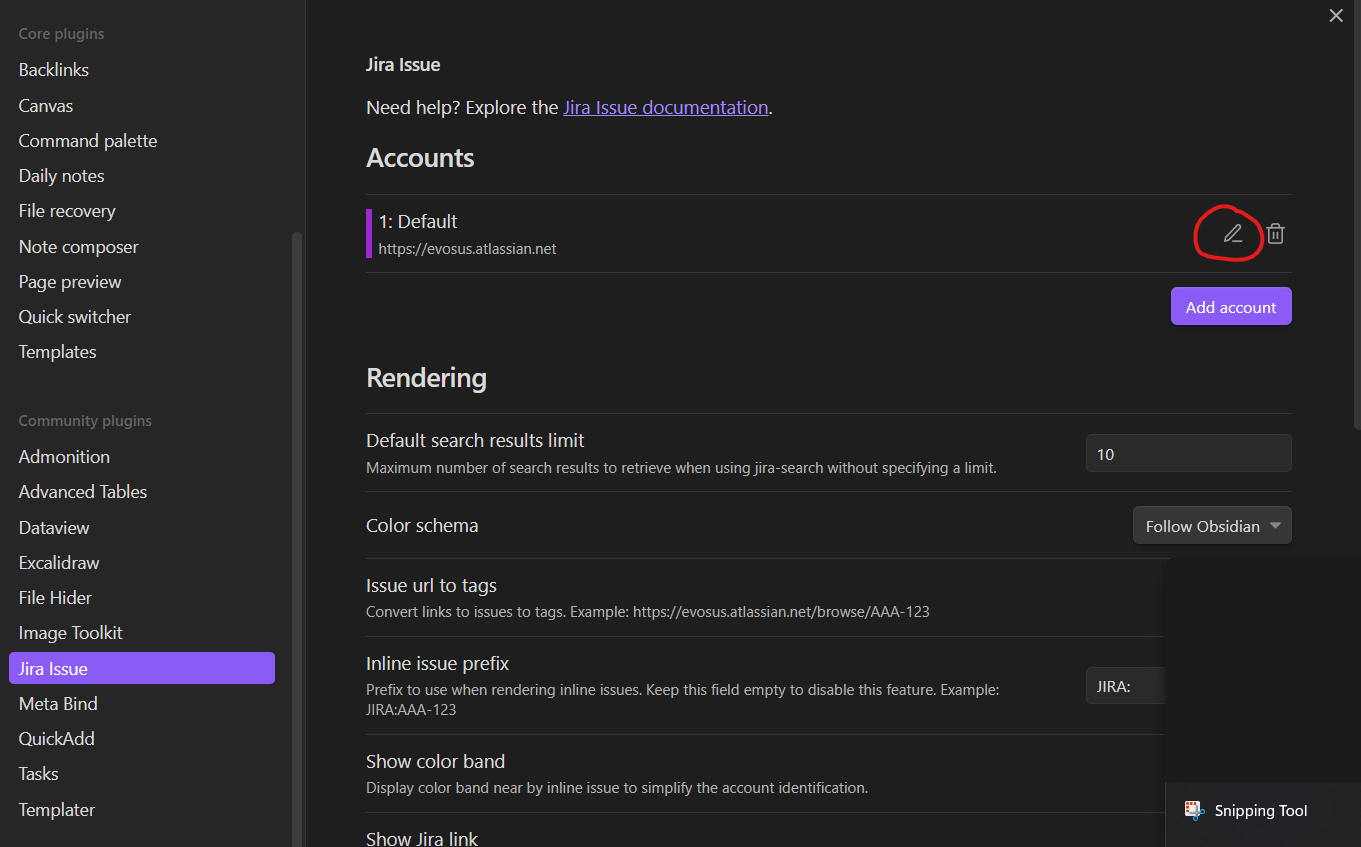 Core plugins
Backlinks
Canvas
Command palette
Daily notes
File recovery
Note composer
Page preview
Quick switcher
Templates
Community plugins
Admonition
Advanced Tables
Dataview
Excalidraw
File Hider
Image Toolkit
Jira Issue
Meta Bind
QuickAdd
Tasks
Templater
Jira Issue
Need help? Explore the Jira Issue documentation.
Accounts
1: Default
https://evosus.atlassian.net
Add account
Rendering
Default search results limit
Maximum number of search results to retrieve when using jira-search without specifying a limit.
10
Color schema
Follow Obsidian
Issue url to tags
Convert links to issues to tags. Example: https://evosus.atlassian.net/browse/AAA-123
Inline issue prefix
Prefix to use when rendering inline issues. Keep this field empty to disable this feature. Example:
JIRA:AAA-123
JIRA:
Show color band
Display color band near by inline issue to simplify the account identification.
Show Jira link
Snipping Tool